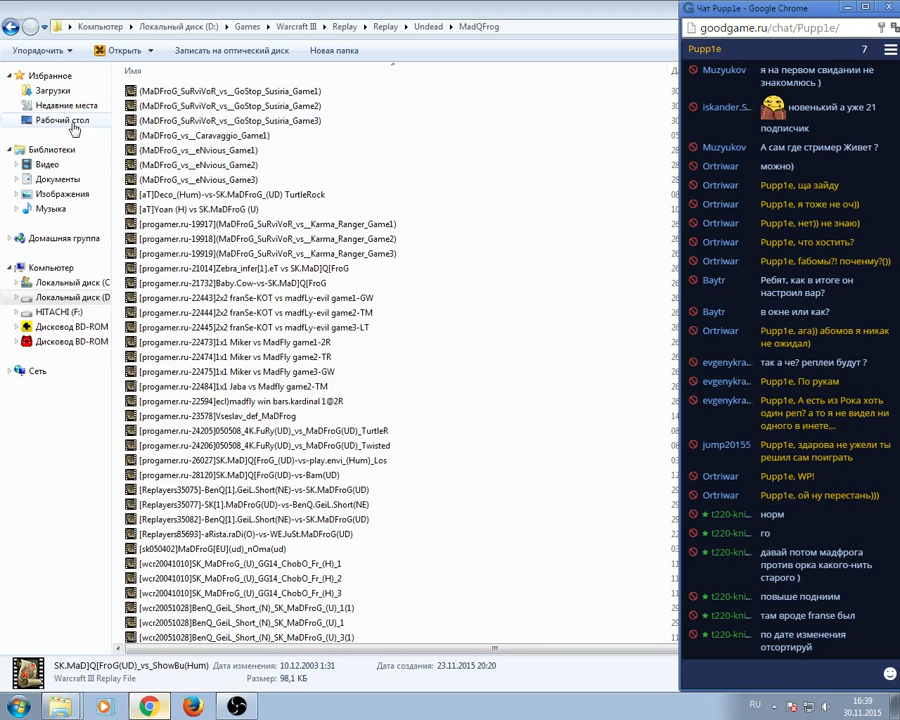 Чат Pupp1e - Google Chrome
Компьютер
Локальный диск (D:)
Games
Warcraft III
Replay
Replay
Undead
MadQFrog
goodgame.ru/chat/Pupp1e/
Упорядочить
Открыть
Записать на оптический диск
Новая папка
Pupp1e
7
Избранное
Загрузки
Недавние места
Рабочий стол
Библиотеки
Видео
Документы
Изображения
Музыка
Домашняя группа
Компьютер
Локальный диск (C
Локальный диск (D
HITACHI (F:)
Дисковод BD-ROM
Дисковод BD-ROM
Сеть
Имя
(MaDFroG_SuRviVoR_vs__GoStop_Susiria_Game1)
(MaDFroG_SuRviVoR_vs__GoStop_Susiria_Game2)
(MaDFroG_SuRviVoR_vs__GoStop_Susiria_Game3)
(MaDFroG_vs__Caravaggio_Game1)
(MaDFroG_vs__eNvious_Game1)
(MaDFroG_vs__eNvious_Game2)
(MaDFroG_vs__eNvious_Game3)
[aT]Deco_(Hum)-vs-SK.MaDFroG_(UD) TurtleRock
[aT]Yoan (H) vs SK.MaDFroG (U)
[progamer.ru-19917](MaDFroG_SuRviVoR_vs__Karma_Ranger_Game1)
[progamer.ru-19918](MaDFroG_SuRviVoR_vs__Karma_Ranger_Game2)
[progamer.ru-19919](MaDFroG_SuRviVoR_vs__Karma_Ranger_Game3)
[progamer.ru-21014]Zebra_infer[1].eT vs SK.MaD]Q[FroG
[progamer.ru-21732]Baby.Cow-vs-SK.MaD]Q[FroG
[progamer.ru-22443]2x2 franSe-KOT vs madfLy-evil game1-GW
[progamer.ru-22444]2x2 franSe-KOT vs madfLy-evil game2-TM
[progamer.ru-22445]2x2 franSe-KOT vs madfLy-evil game3-LT
[progamer.ru-22473]1x1 Miker vs MadFly game1-2R
[progamer.ru-22474]1x1 Miker vs MadFly game2-TR
[progamer.ru-22475]1x1 Miker vs MadFly game3-GW
[progamer.ru-22484]1x1 Jaba vs Madfly game2-TM
[progamer.ru-22594]ecl)madfly win bars.kardinal 1@2R
[progamer.ru-23578]Vseslav_def_MaDFrog
[progamer.ru-24205]050508_4K.FuRy(UD)_vs_MaDFroG(UD)_TurtleR
[progamer.ru-24206]050508_4K.FuRy(UD)_vs_MaDFroG(UD)_Twisted
[progamer.ru-26027]SK.MaD]Q[FroG_(UD)-vs-play.envi_(Hum)_Los
[progamer.ru-28120]SK.MaD]Q[FroG(UD)-vs-Bam(UD)
[Replayers35075]-BenQ[1].GeiL.Short(NE)-vs-SK.MaDFroG(UD)
[Replayers35077]-SK[1].MaDFroG(UD)-vs-BenQ.GeiL.Short(NE)
[Replayers35082]-BenQ[1].GeiL.Short(NE)-vs-SK.MaDFroG(UD)
[Replayers85693]-aRista.raDi(O)-vs-WE.JuSt.MaDFroG(UD)
[sk050402]MaDFroG[EU](ud)_nOma(ud)
[wcr20041010]SK_MaDFroG_(U)_GG14_ChobO_Fr_(H)_1
[wcr20041010]SK_MaDFroG_(U)_GG14_ChobO_Fr_(H)_2
[wcr20041010]SK_MaDFroG_(U)_GG14_ChobO_Fr_(H)_3
[wcr20051028]BenQ_GeiL_Short_(N)_SK_MaDFroG_(U)_1(1)
[wcr20051028]BenQ_GeiL_Short_(N)_SK_MaDFroG_(U)_1
[wcr20051028]BenQ_GeiL_Short_(N)_SK_MaDFroG_(U)_3(1)
Muzyukov я на первом свидании не
знакомлюсь )
iskander.S... новенький а уже 21
подписчик
Muzyukov А сам где стример Живет ?
Ortriwar можно)
Ortriwar Pupp1e, ща зайду
Ortriwar Pupp1e, я тоже не оч))
Ortriwar Pupp1e, нет)) не знаю)
Ortriwar Pupp1e, что хостить?
Ortriwar Pupp1e, габомы?! поченму?))
Baytr Ребят, как в итоге он
настроил вар?
Baytr в окне или как?
Ortriwar Pupp1e, ага)) абомов я никак
не ожидал)
evgenykra... так а че? реплеи будут ?
evgenykra... Pupp1e, По рукам
evgenykra... Pupp1e, А есть из Рока хоть
один реп? а то я не видел ни
одного в инете...
jump20155 Pupp1e, здарова не ужели ты
решил сам поиграть
Ortriwar Pupp1e, WP!
Ortriwar Pupp1e, ой ну перестань)))
t220-kni... норм
t220-kni... го
t220-kni... давай потом мадфрога
против орка какого-нить
старого )
t220-kni... повыше подниим
t220-kni... там вроде franse был
t220-kni... по дате изменения
отсортируй
SK.MaD]Q[FroG(UD)_vs_ShowBu(Hum) Дата изменения: 10.12.2003 1:31 Дата создания: 23.11.2015 20:20
Warcraft III Replay File Размер: 98,1 КБ
RU
16:39
30.11.2015